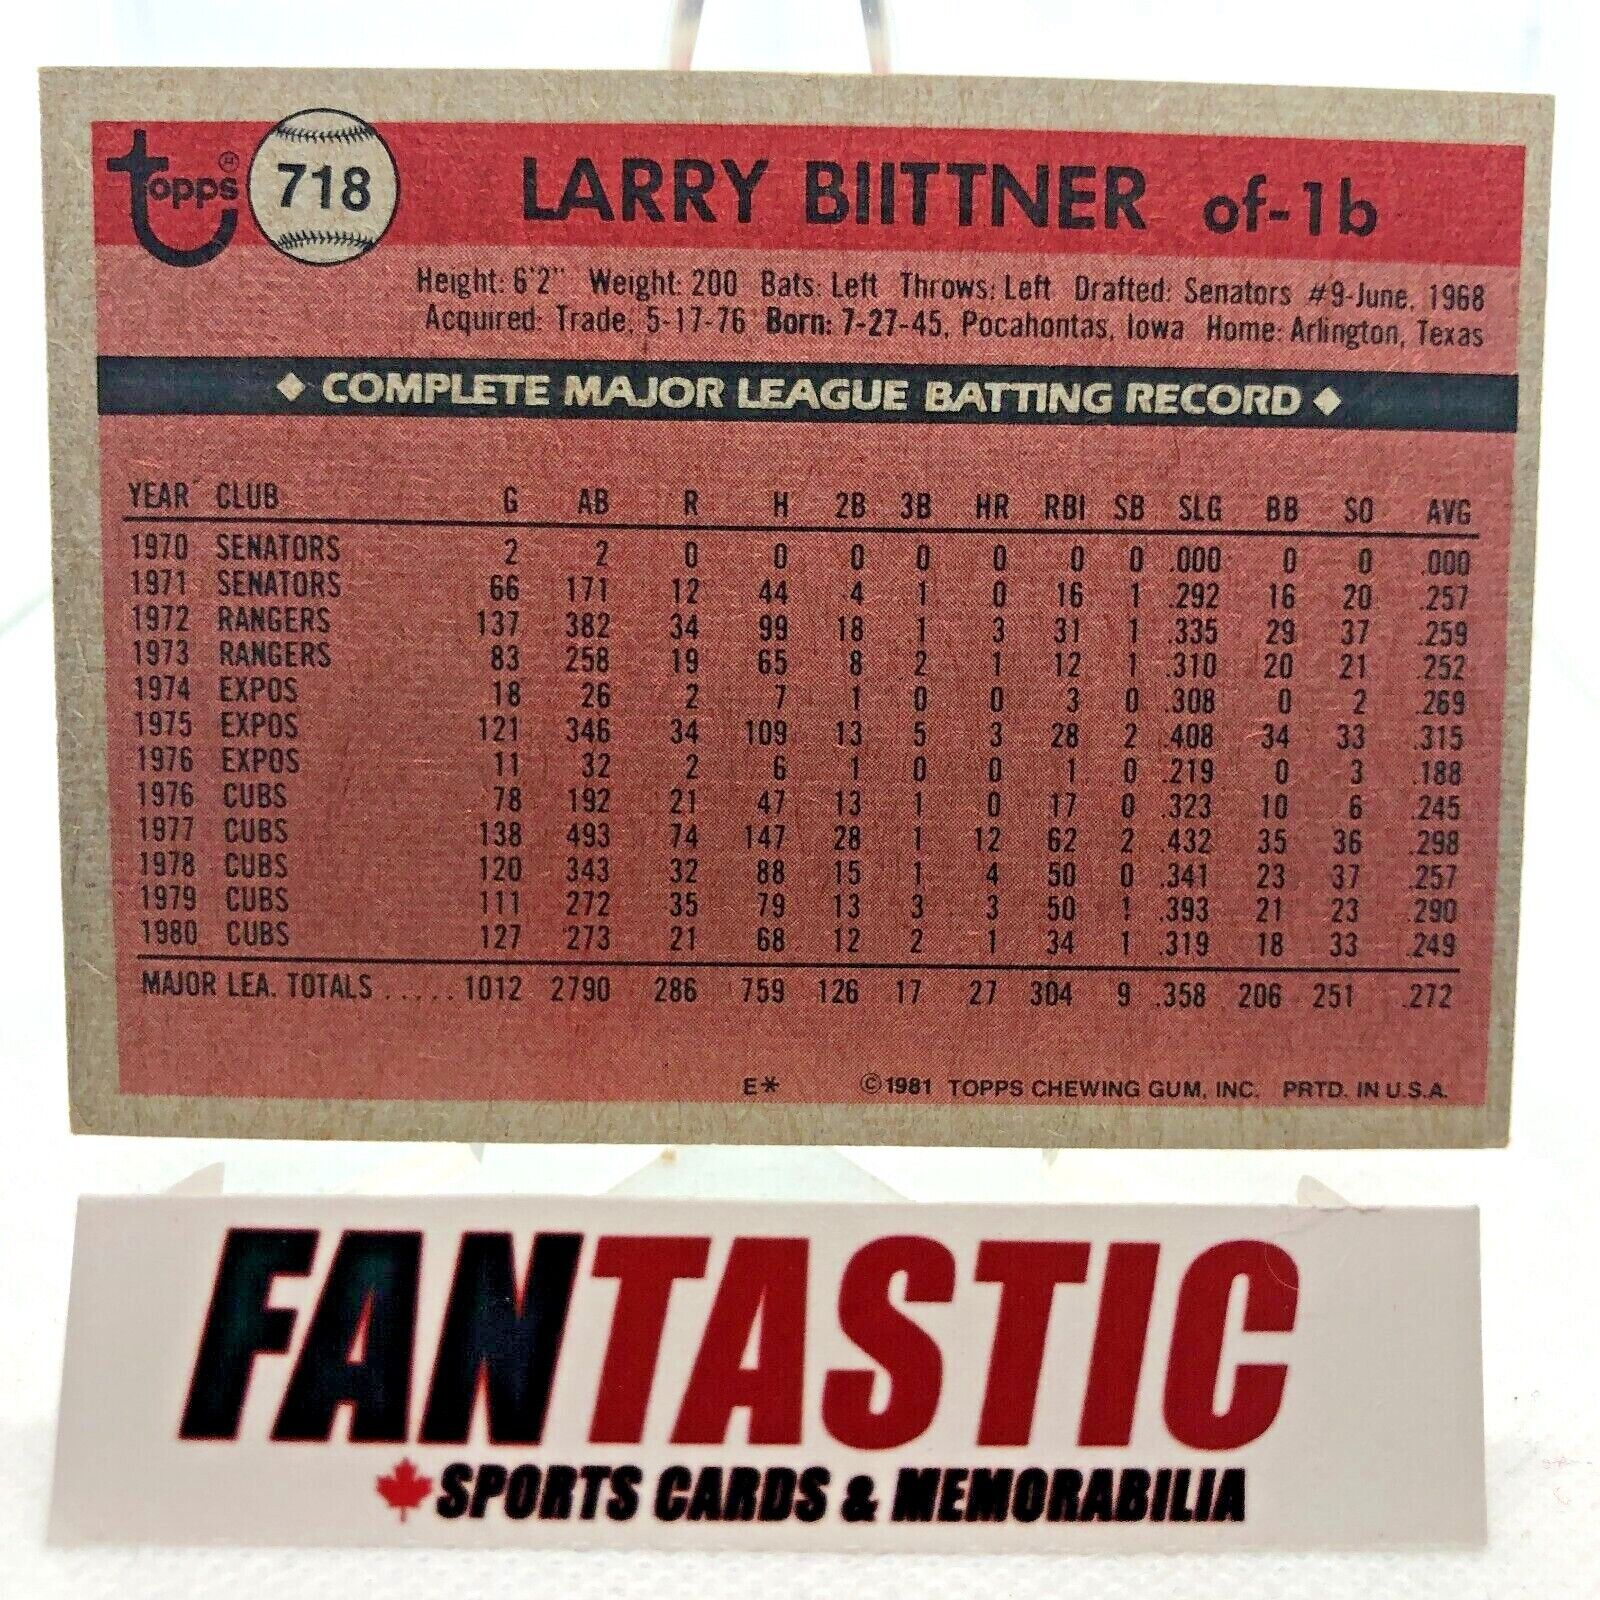 topps® 718 LARRY BIITTNER of-1b
Height: 6'2" Weight: 200 Bats: Left Throws: Left Drafted: Senators #9-June, 1968
Acquired: Trade, 5-17-76 Born: 7-27-45, Pocahontas, Iowa Home: Arlington, Texas
◆ COMPLETE MAJOR LEAGUE BATTING RECORD ◆
YEAR CLUB G AB R H 2B 3B HR RBI SB SLG BB SO AVG
1970 SENATORS 2 2 0 0 0 0 0 0 0 .000 0 0 .000
1971 SENATORS 66 171 12 44 4 1 0 16 1 .292 16 20 .257
1972 RANGERS 137 382 34 99 18 1 3 31 1 .335 29 37 .259
1973 RANGERS 83 258 19 65 8 2 1 12 1 .310 20 21 .252
1974 EXPOS 18 26 2 7 1 0 0 3 0 .308 0 2 .269
1975 EXPOS 121 346 34 109 13 5 3 28 2 .408 34 33 .315
1976 EXPOS 11 32 2 6 1 0 0 1 0 .219 0 3 .188
1976 CUBS 78 192 21 47 13 1 0 17 0 .323 10 6 .245
1977 CUBS 138 493 74 147 28 1 12 62 2 .432 35 36 .298
1978 CUBS 120 343 32 88 15 1 4 50 0 .341 23 37 .257
1979 CUBS 111 272 35 79 13 3 3 50 1 .393 21 23 .290
1980 CUBS 127 273 21 68 12 2 1 34 1 .319 18 33 .249
MAJOR LEA. TOTALS ..... 1012 2790 286 759 126 17 27 304 9 .358 206 251 .272
E* ©1981 TOPPS CHEWING GUM, INC. PRTD. IN U.S.A.
FANTASTIC
SPORTS CARDS & MEMORABILIA